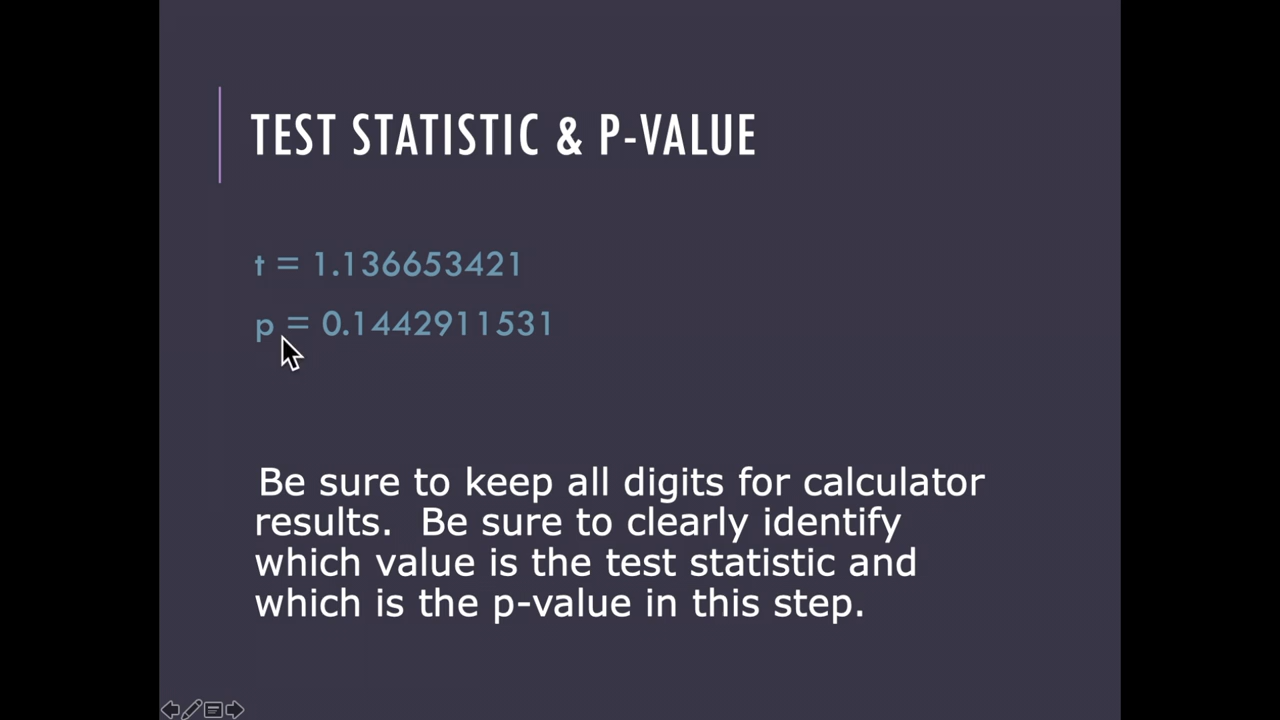 TEST STATISTIC & P-VALUE
t = 1.136653421
p = 0.1442911531
Be sure to keep all digits for calculator
results.  Be sure to clearly identify
which value is the test statistic and
which is the p-value in this step.